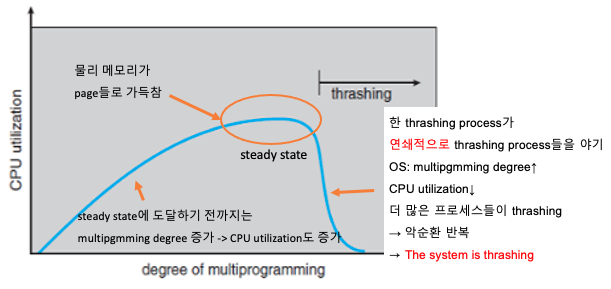 물리 메모리가
page들로 가득참
thrashing
CPU utilization
steady state
steady state에 도달하기 전까지는
multipgmming degree 증가 -> CPU utilization도 증가
degree of multiprogramming
한 thrashing process가
연쇄적으로 thrashing process들을 야기
OS: multipgmming degree↑
CPU utilization↓
더 많은 프로세스들이 thrashing
→ 악순환 반복
→ The system is thrashing